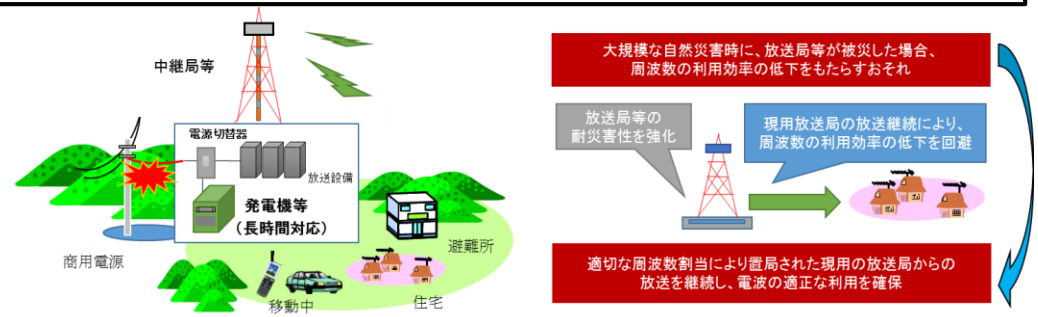 中継局等
電源切替器
放送設備
発電機等
(長時間対応)
商用電源
避難所
移動中
住宅
大規模な自然災害時に、放送局等が被災した場合、
周波数の利用効率の低下をもたらすおそれ
放送局等の
耐災害性を強化
現用放送局の放送継続により、
周波数の利用効率の低下を回避
適切な周波数割当により置局された現用の放送局からの
放送を継続し、電波の適正な利用を確保